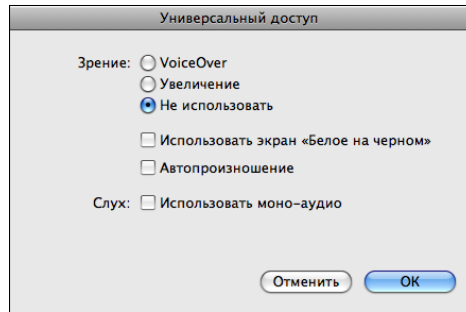 Универсальный доступ
Зрение: VoiceOver
Увеличение
Не использовать
Использовать экран «Белое на черном»
Автопроизношение
Слух: Использовать моно-аудио
Отменить OK